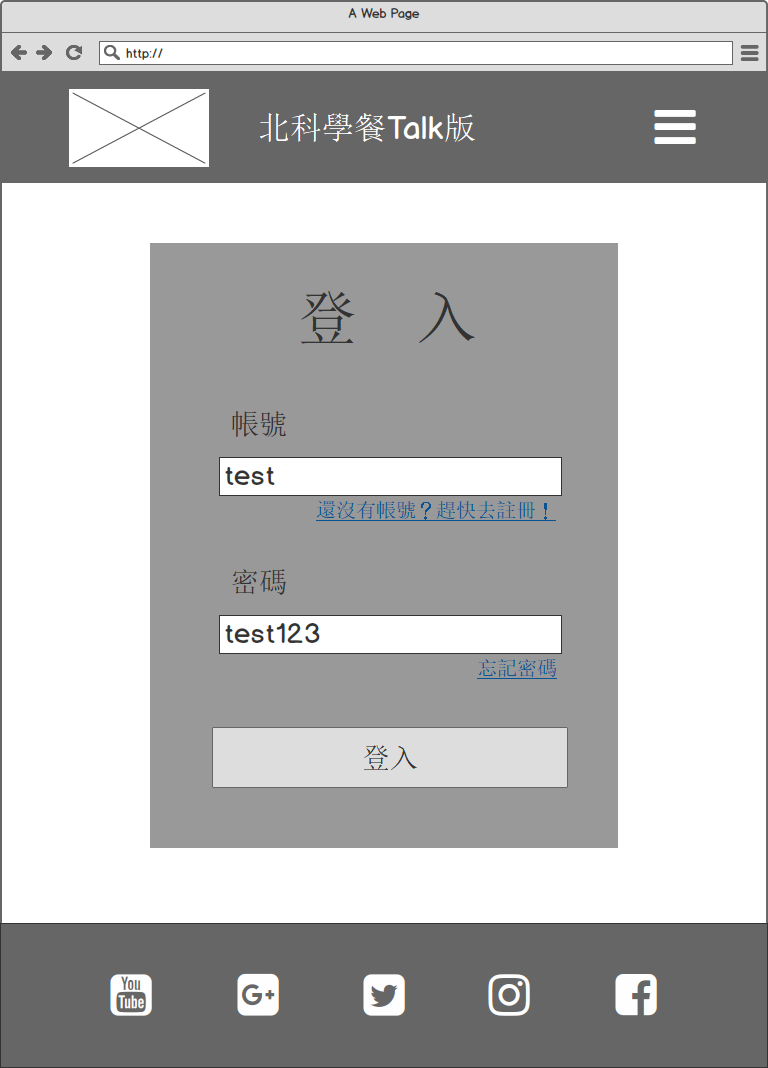 A Web Page
http://
北科學餐Talk版
登 入
帳號
test
還沒有帳號？趕快去註冊！
密碼
test123
忘記密碼
登入
You
Tube
G+